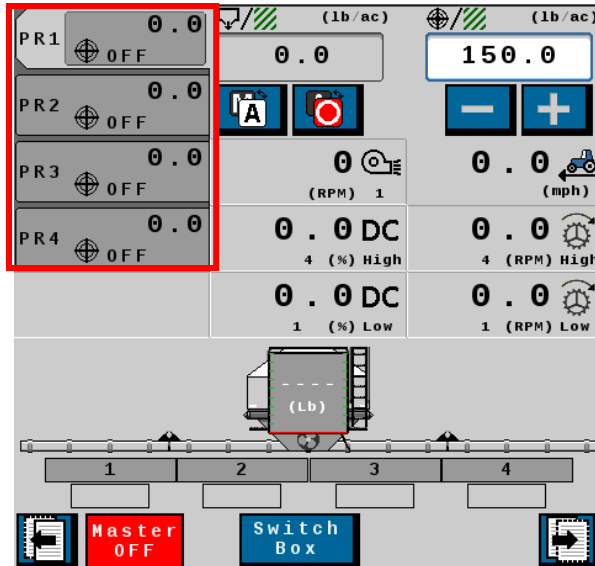 PR1 0.0
OFF
PR2 0.0
OFF
PR3 0.0
OFF
PR4 0.0
OFF
(lb/ac)
0.0
A
(lb/ac)
150.0
0
(RPM) 1
0.0
(mph)
0.0 DC
4 (%) High
0.0
4 (RPM) High
0.0 DC
1 (%) Low
0.0
1 (RPM) Low
----
(Lb)
1 2 3 4
Master
OFF
Switch
Box